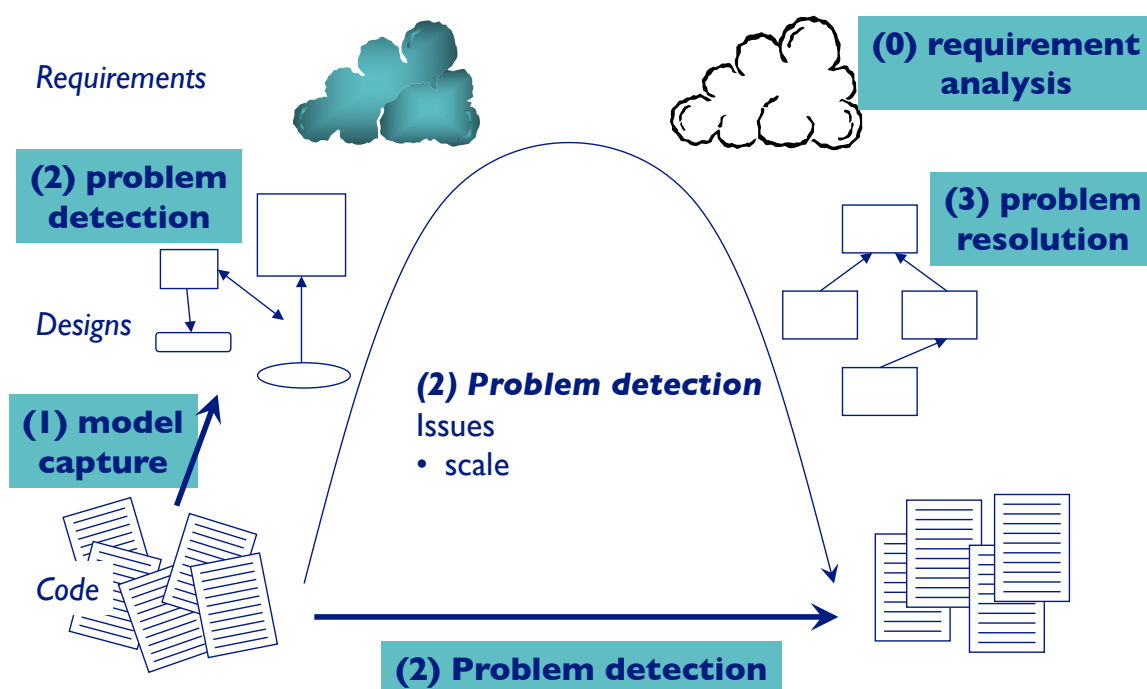 Requirements
(0) requirement
analysis
(2) problem
detection
(3) problem
resolution
Designs
(2) Problem detection
Issues
• scale
(1) model
capture
Code
(2) Problem detection